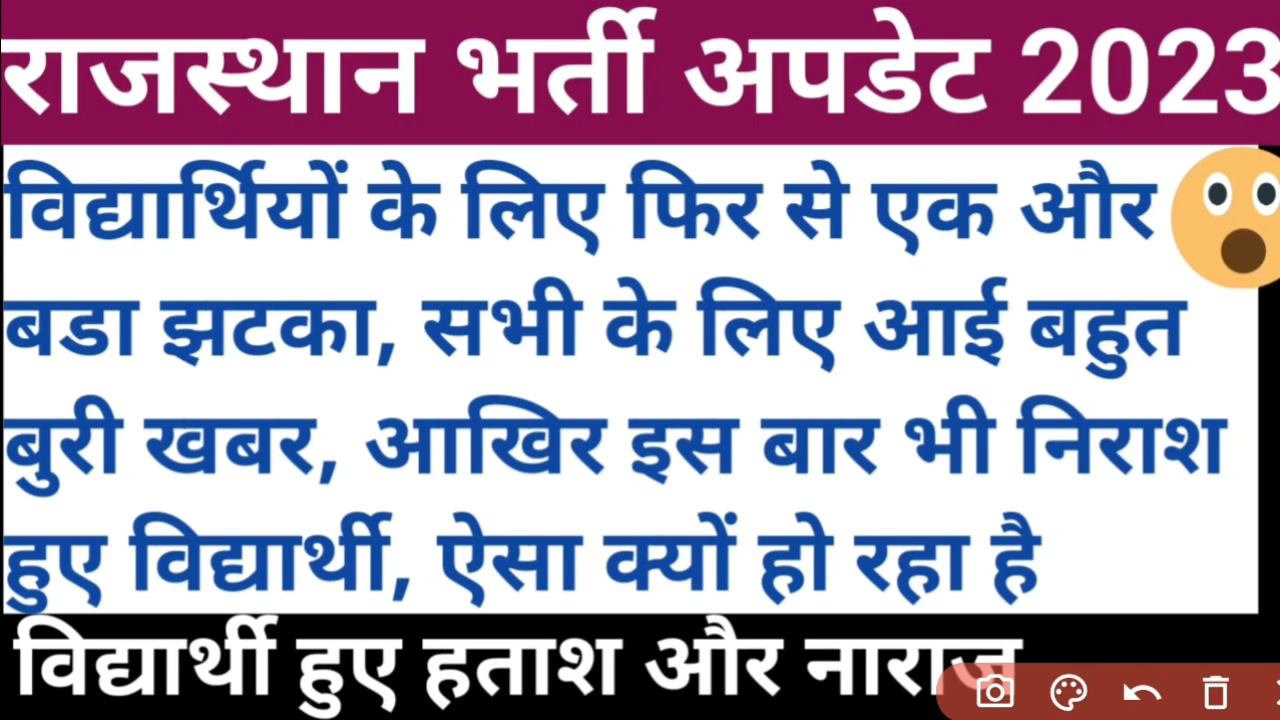 राजस्थान भर्ती अपडेट 2023
विद्यार्थियों के लिए फिर से एक और
बडा झटका, सभी के लिए आई बहुत
बुरी खबर, आखिर इस बार भी निराश
हुए विद्यार्थी, ऐसा क्यों हो रहा है
विद्यार्थी हुए हताश और नाराज